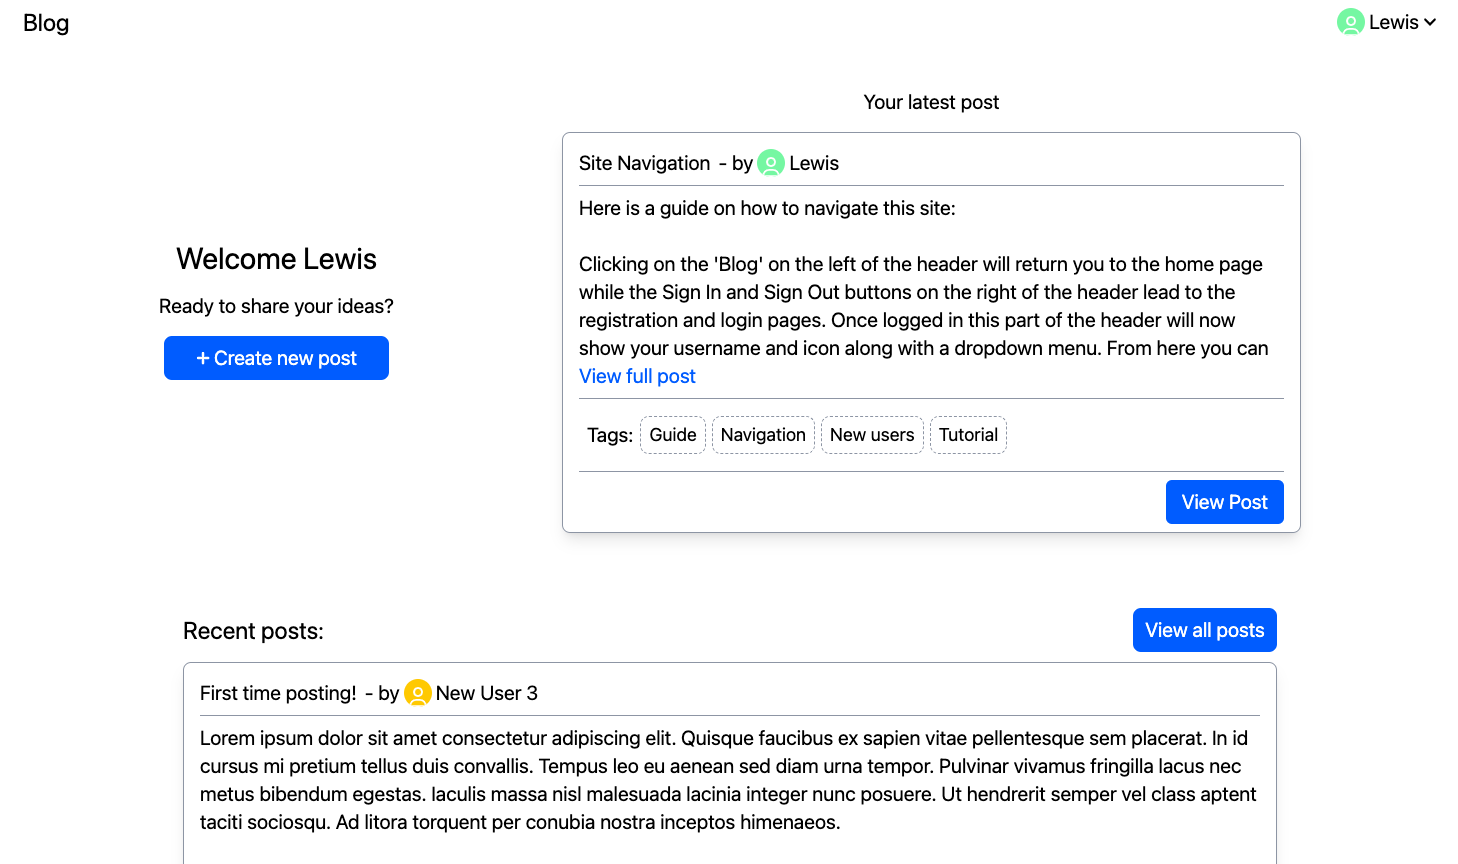 Blog
Lewis
Your latest post
Site Navigation - by Lewis
Here is a guide on how to navigate this site:
Clicking on the 'Blog' on the left of the header will return you to the home page
while the Sign In and Sign Out buttons on the right of the header lead to the
registration and login pages. Once logged in this part of the header will now
show your username and icon along with a dropdown menu. From here you can
View full post
Tags: Guide Navigation New users Tutorial
View Post
Welcome Lewis
Ready to share your ideas?
+ Create new post
Recent posts:
View all posts
First time posting! - by New User 3
Lorem ipsum dolor sit amet consectetur adipiscing elit. Quisque faucibus ex sapien vitae pellentesque sem placerat. In id
cursus mi pretium tellus duis convallis. Tempus leo eu aenean sed diam urna tempor. Pulvinar vivamus fringilla lacus nec
metus bibendum egestas. Iaculis massa nisl malesuada lacinia integer nunc posuere. Ut hendrerit semper vel class aptent
taciti sociosqu. Ad litora torquent per conubia nostra inceptos himenaeos.